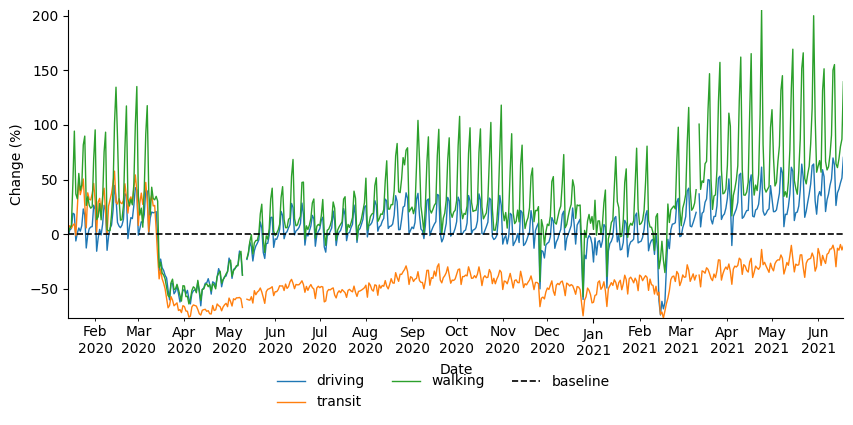 200
150
100
50
0
−50
Change (%)
Feb 2020
Mar 2020
Apr 2020
May 2020
Jun 2020
Jul 2020
Aug 2020
Sep 2020
Oct 2020
Nov 2020
Dec 2020
Jan 2021
Feb 2021
Mar 2021
Apr 2021
May 2021
Jun 2021
Date
driving
transit
walking
baseline